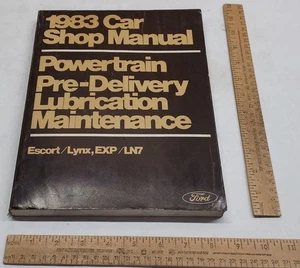 1983 Car
Shop Manual
Powertrain
Pre-Delivery
Lubrication
Maintenance
Escort/Lynx, EXP/LN7
Ford